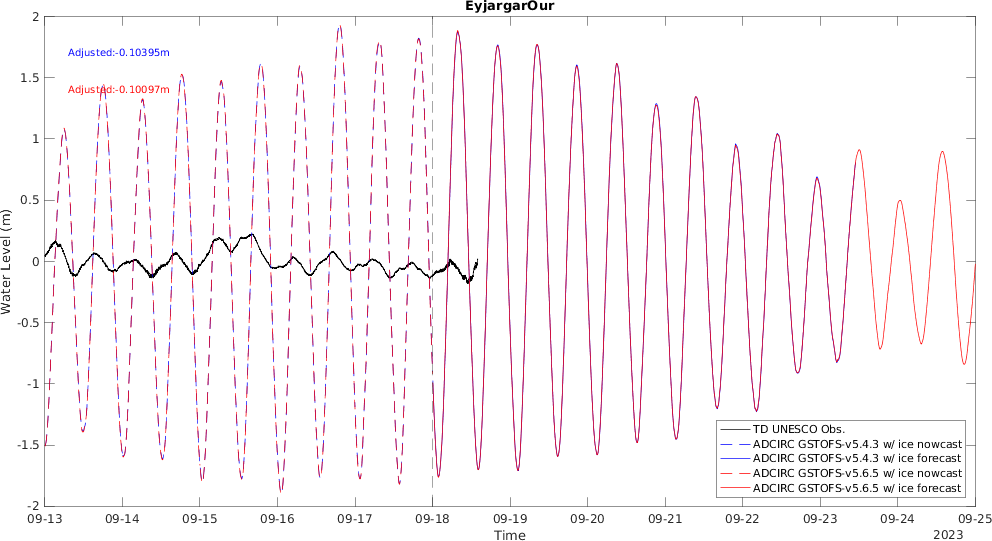 EyjargarOur
Adjusted:-0.10395m
Adjusted:-0.10097m
Water Level (m)
2
1.5
1
0.5
0
-0.5
-1
-1.5
-2
TD UNESCO Obs.
ADCIRC GSTOFS-v5.4.3 w/ ice nowcast
ADCIRC GSTOFS-v5.4.3 w/ ice forecast
ADCIRC GSTOFS-v5.6.5 w/ ice nowcast
ADCIRC GSTOFS-v5.6.5 w/ ice forecast
09-13 09-14 09-15 09-16 09-17 09-18 09-19 09-20 09-21 09-22 09-23 09-24 09-25
Time
2023